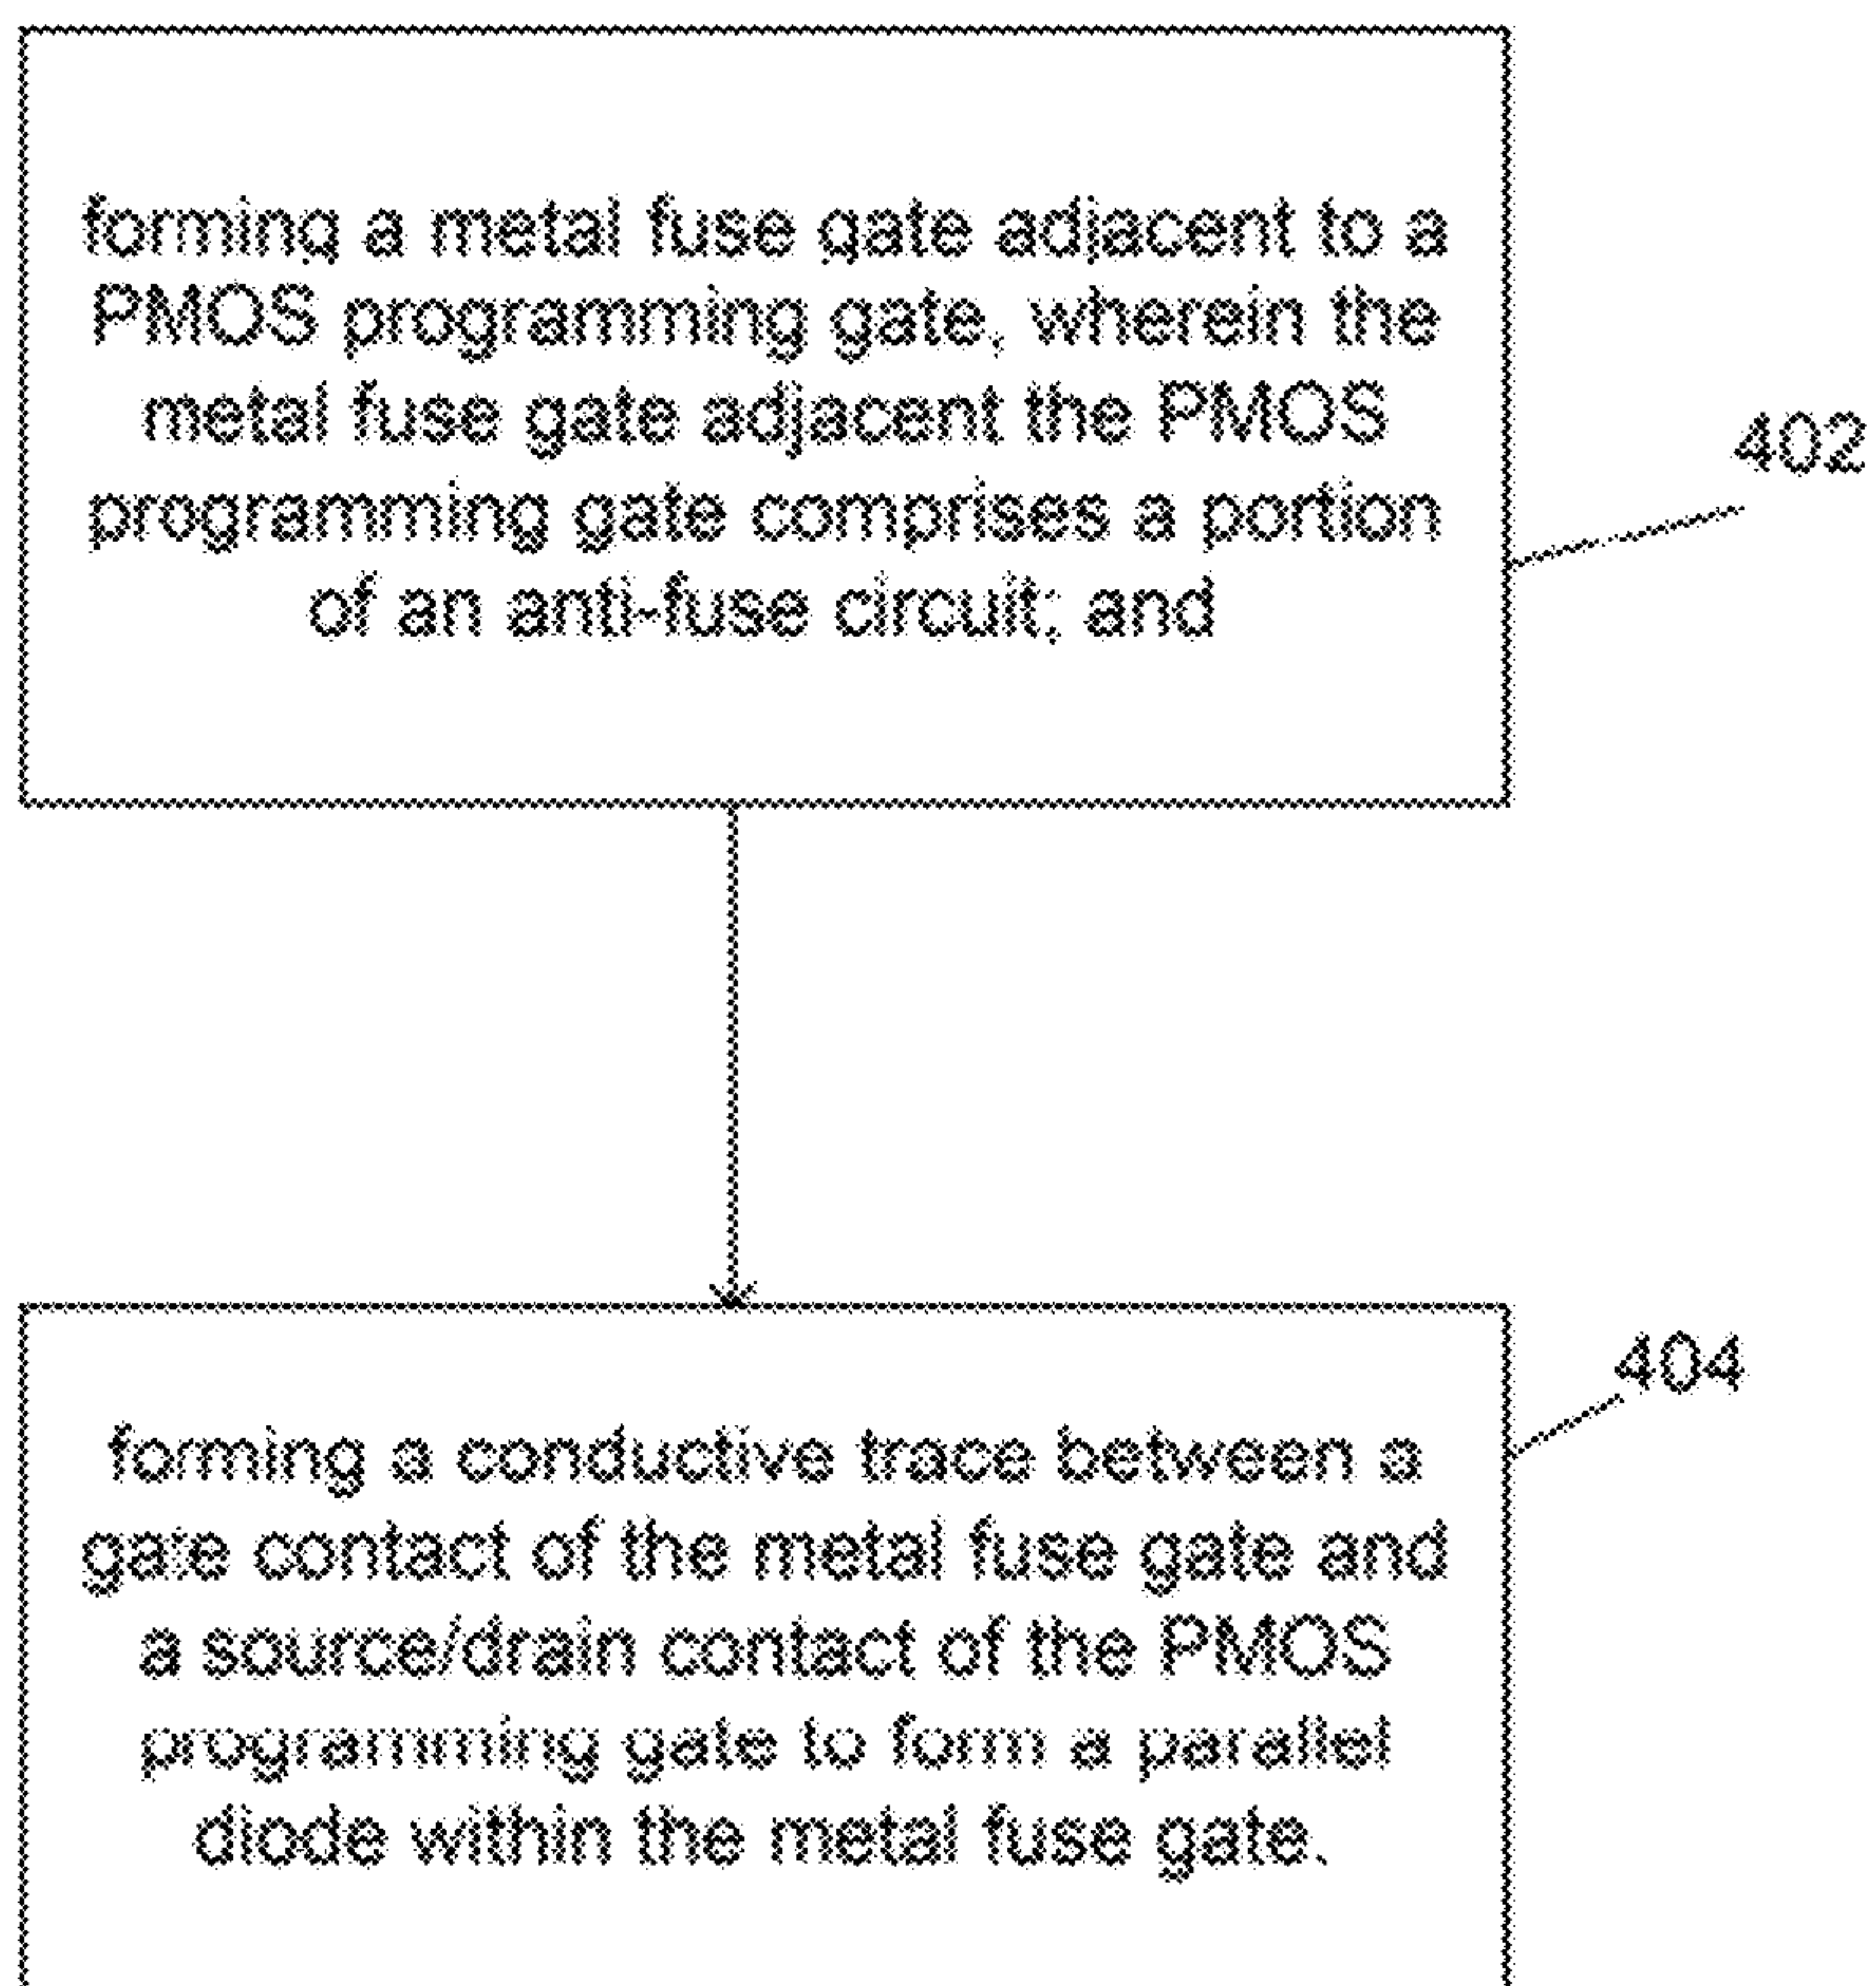 forming a metal fuse gate adjacent to a
PMOS programming gate, wherein the
metal fuse gate adjacent the PMOS
programming gate comprises a portion
of an anti-fuse circuit; and
402
404
forming a conductive trace between a
gate contact of the metal fuse gate and
a source/drain contact of the PMOS
programming gate to form a parallel
diode within the metal fuse gate.